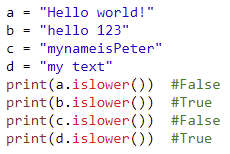 a = "Hello world!"
b = "hello 123"
c = "mynameisPeter"
d = "my text"
print(a.islower())  #False
print(b.islower())  #True
print(c.islower())  #False
print(d.islower())  #True